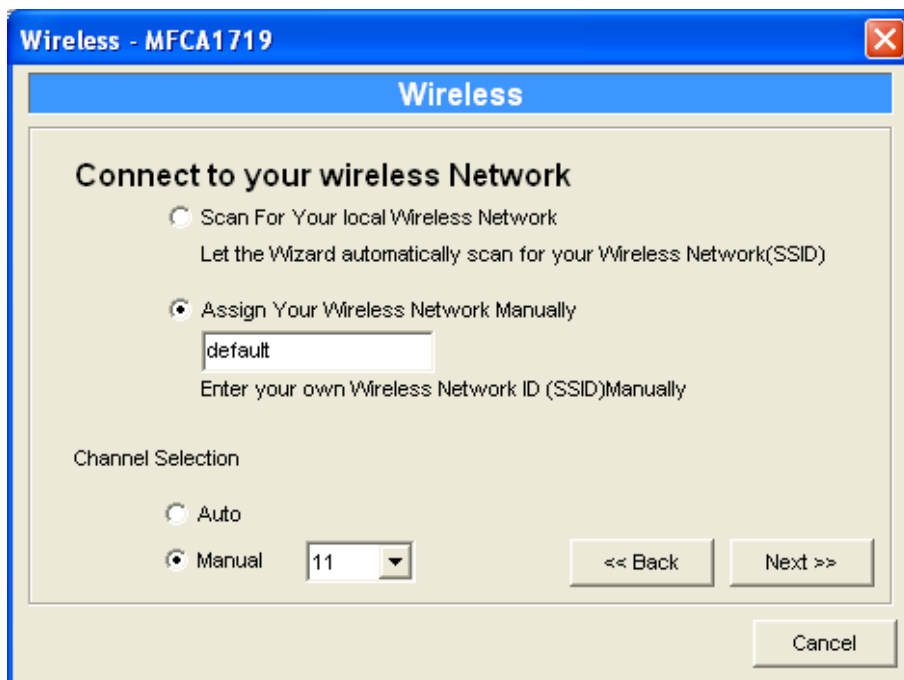 Wireless - MFCA1719
Wireless
Connect to your wireless Network
Scan For Your local Wireless Network
Let the Wizard automatically scan for your Wireless Network(SSID)
Assign Your Wireless Network Manually
default
Enter your own Wireless Network ID (SSID)Manually
Channel Selection
Auto
Manual 11 << Back Next >>
Cancel